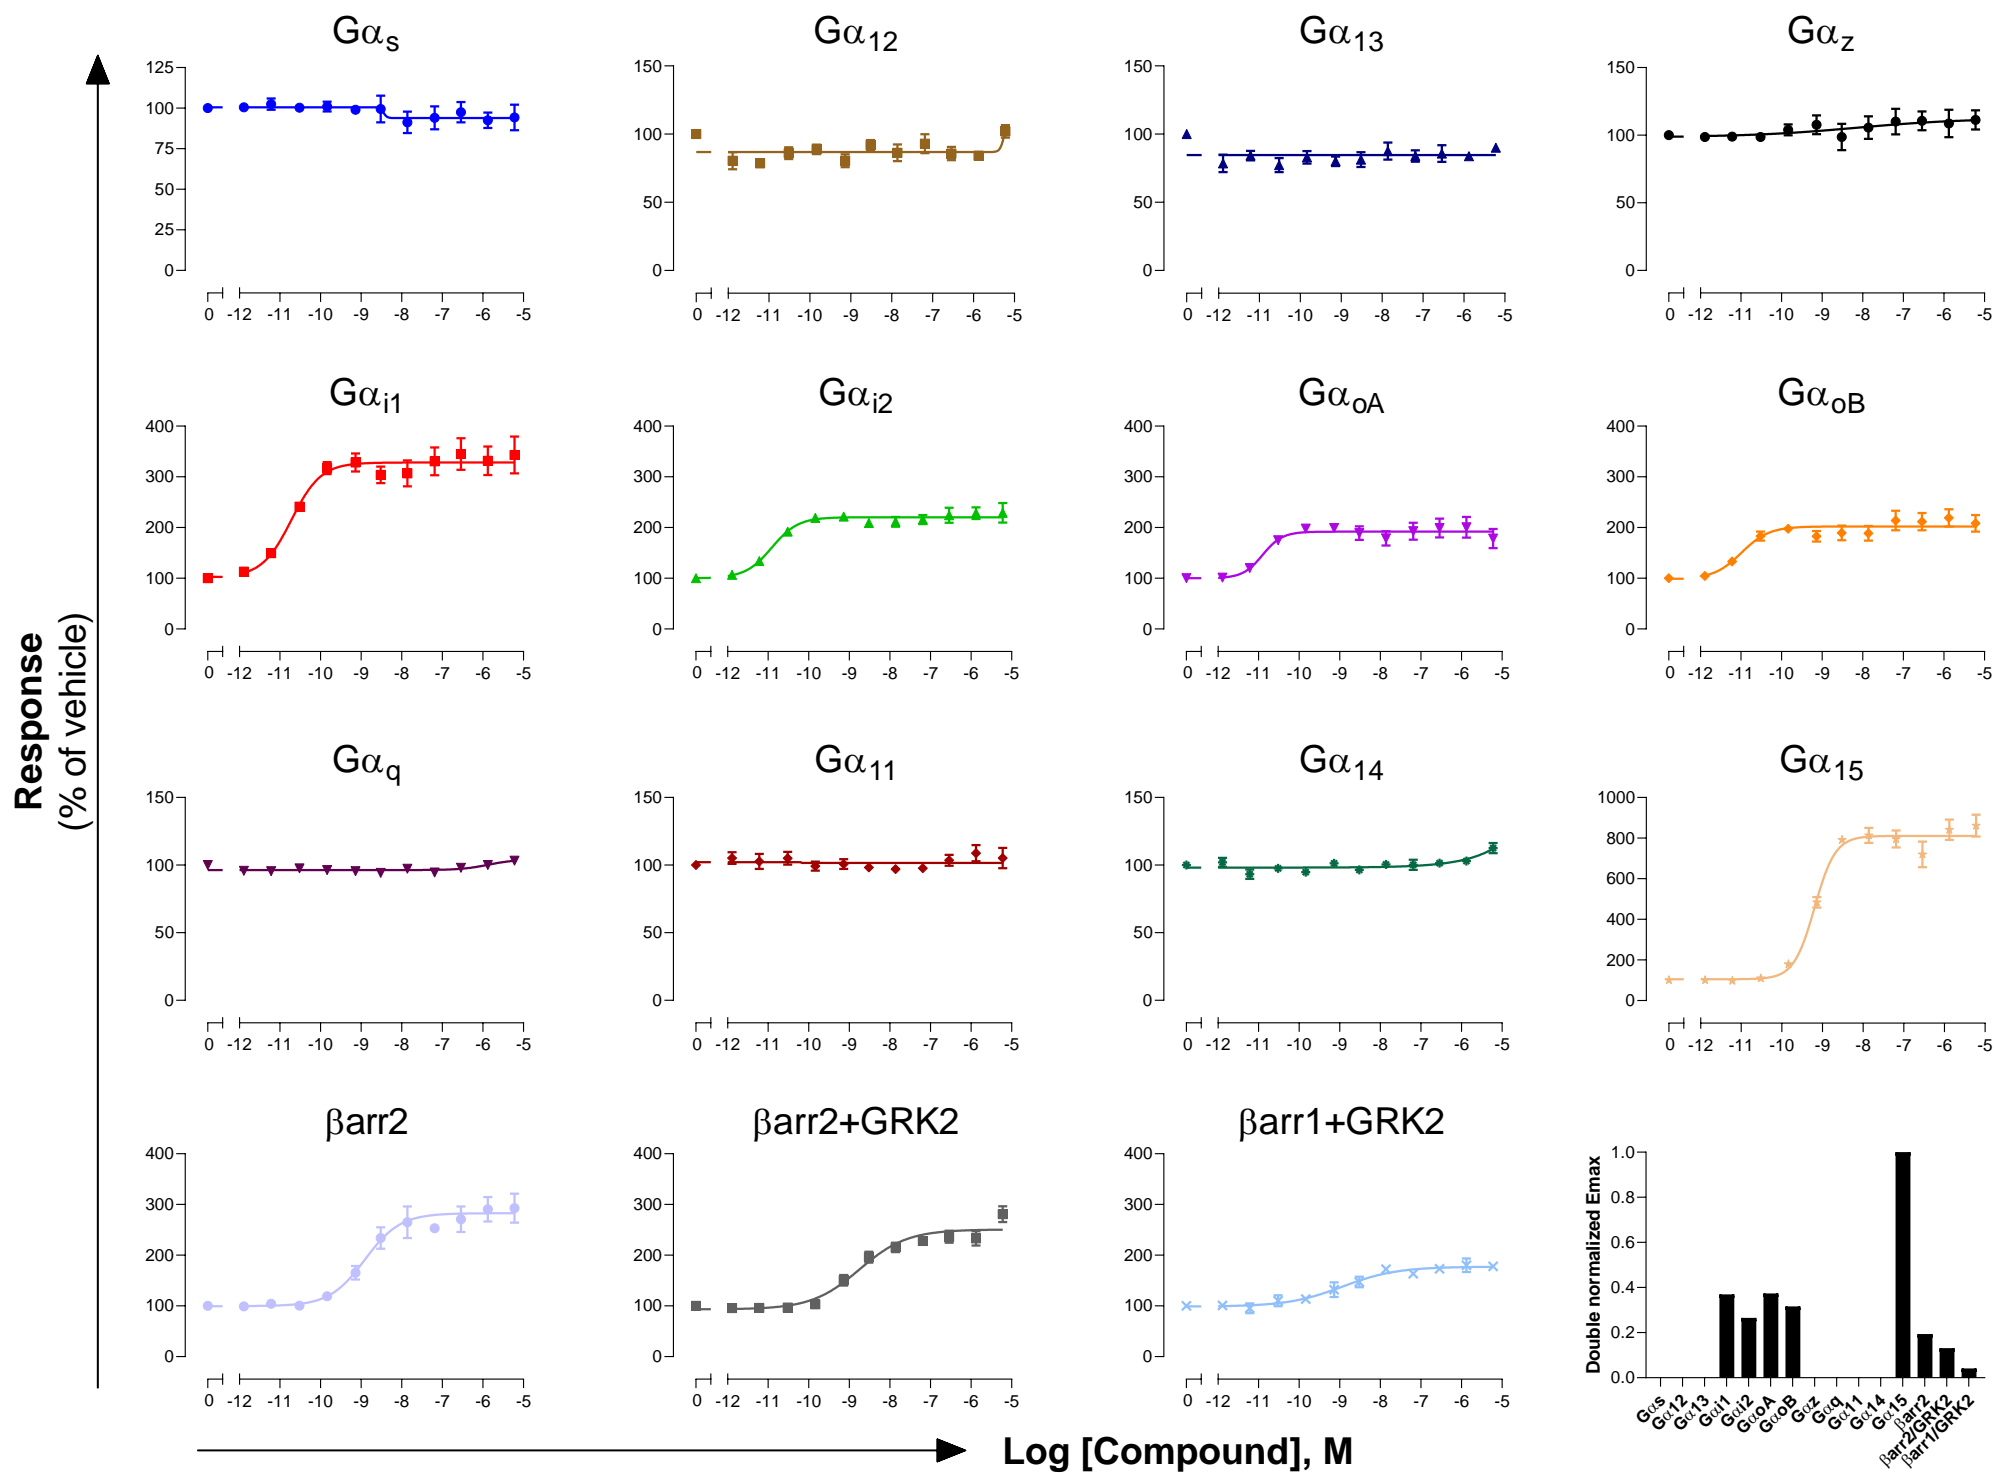 Gαs
125
100
75
50
25
0
0 -12 -11 -10 -9 -8 -7 -6 -5
Gα12
150
100
50
0
0 -12 -11 -10 -9 -8 -7 -6 -5
Gα13
150
100
50
0
0 -12 -11 -10 -9 -8 -7 -6 -5
Gαz
150
100
50
0
0 -12 -11 -10 -9 -8 -7 -6 -5
Gαi1
400
300
200
100
0
0 -12 -11 -10 -9 -8 -7 -6 -5
Gαi2
400
300
200
100
0
0 -12 -11 -10 -9 -8 -7 -6 -5
GαoA
400
300
200
100
0
0 -12 -11 -10 -9 -8 -7 -6 -5
GαoB
400
300
200
100
0
0 -12 -11 -10 -9 -8 -7 -6 -5
Response
(% of vehicle)
Gαq
150
100
50
0
0 -12 -11 -10 -9 -8 -7 -6 -5
Gα11
150
100
50
0
0 -12 -11 -10 -9 -8 -7 -6 -5
Gα14
150
100
50
0
0 -12 -11 -10 -9 -8 -7 -6 -5
Gα15
1000
800
600
400
200
0
0 -12 -11 -10 -9 -8 -7 -6 -5
βarr2
400
300
200
100
0
0 -12 -11 -10 -9 -8 -7 -6 -5
βarr2+GRK2
400
300
200
100
0
0 -12 -11 -10 -9 -8 -7 -6 -5
βarr1+GRK2
400
300
200
100
0
0 -12 -11 -10 -9 -8 -7 -6 -5
Double normalized Emax
1.0
0.8
0.6
0.4
0.2
0.0
Gαs
Gα12
Gα13
Gαi1
Gαi2
GαoA
GαoB
Gαz
Gαq
Gα11
Gα14
Gα15
βarr2
βarr2/GRK2
βarr1/GRK2
Log [Compound], M